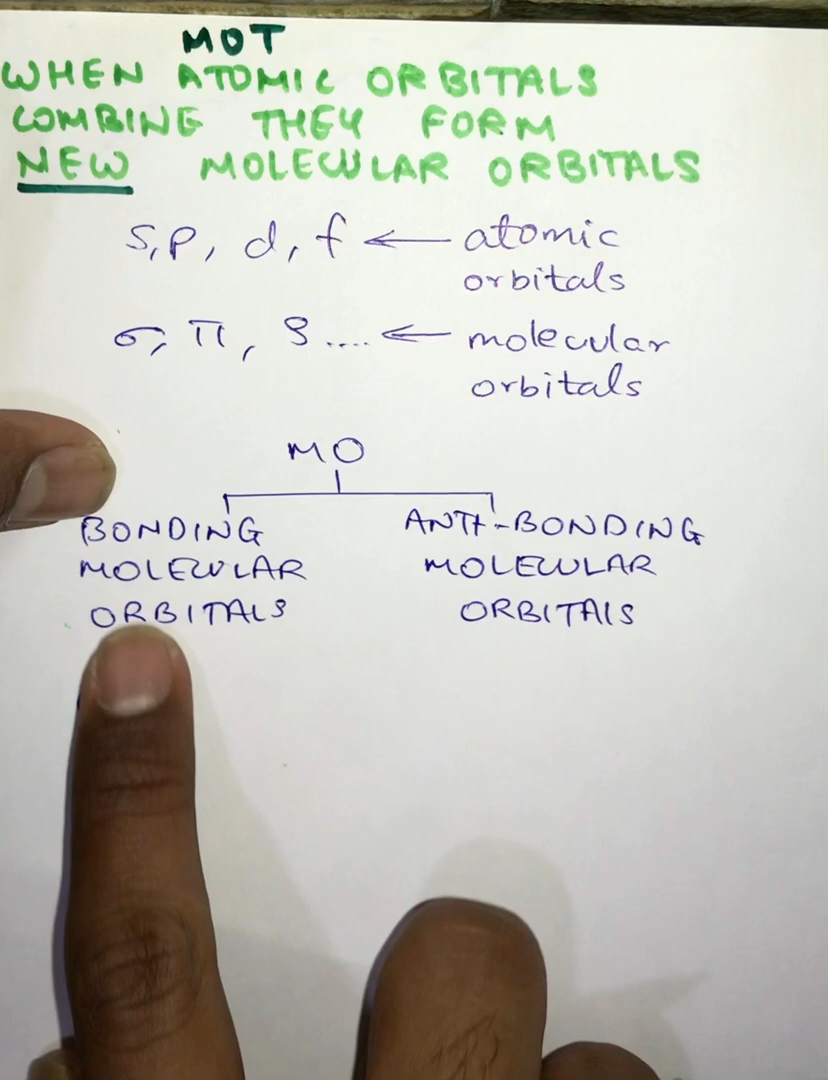 MOT
WHEN ATOMIC ORBITALS
COMBING THEY FORM
NEW MOLECULAR ORBITALS
s, p, d, f ← atomic
orbitals
σ, π, δ .... ← molecular
orbitals
MO
BONDING ANTI-BONDING
MOLECULAR MOLECULAR
ORBITALS ORBITALS